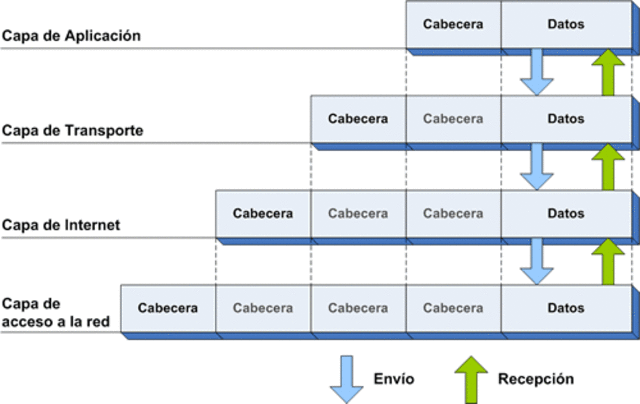 Capa de Aplicación
Cabecera
Datos
Capa de Transporte
Cabecera
Cabecera
Datos
Capa de Internet
Cabecera
Cabecera
Cabecera
Datos
Capa de
acceso a la red
Cabecera
Cabecera
Cabecera
Cabecera
Datos
Envío
Recepción